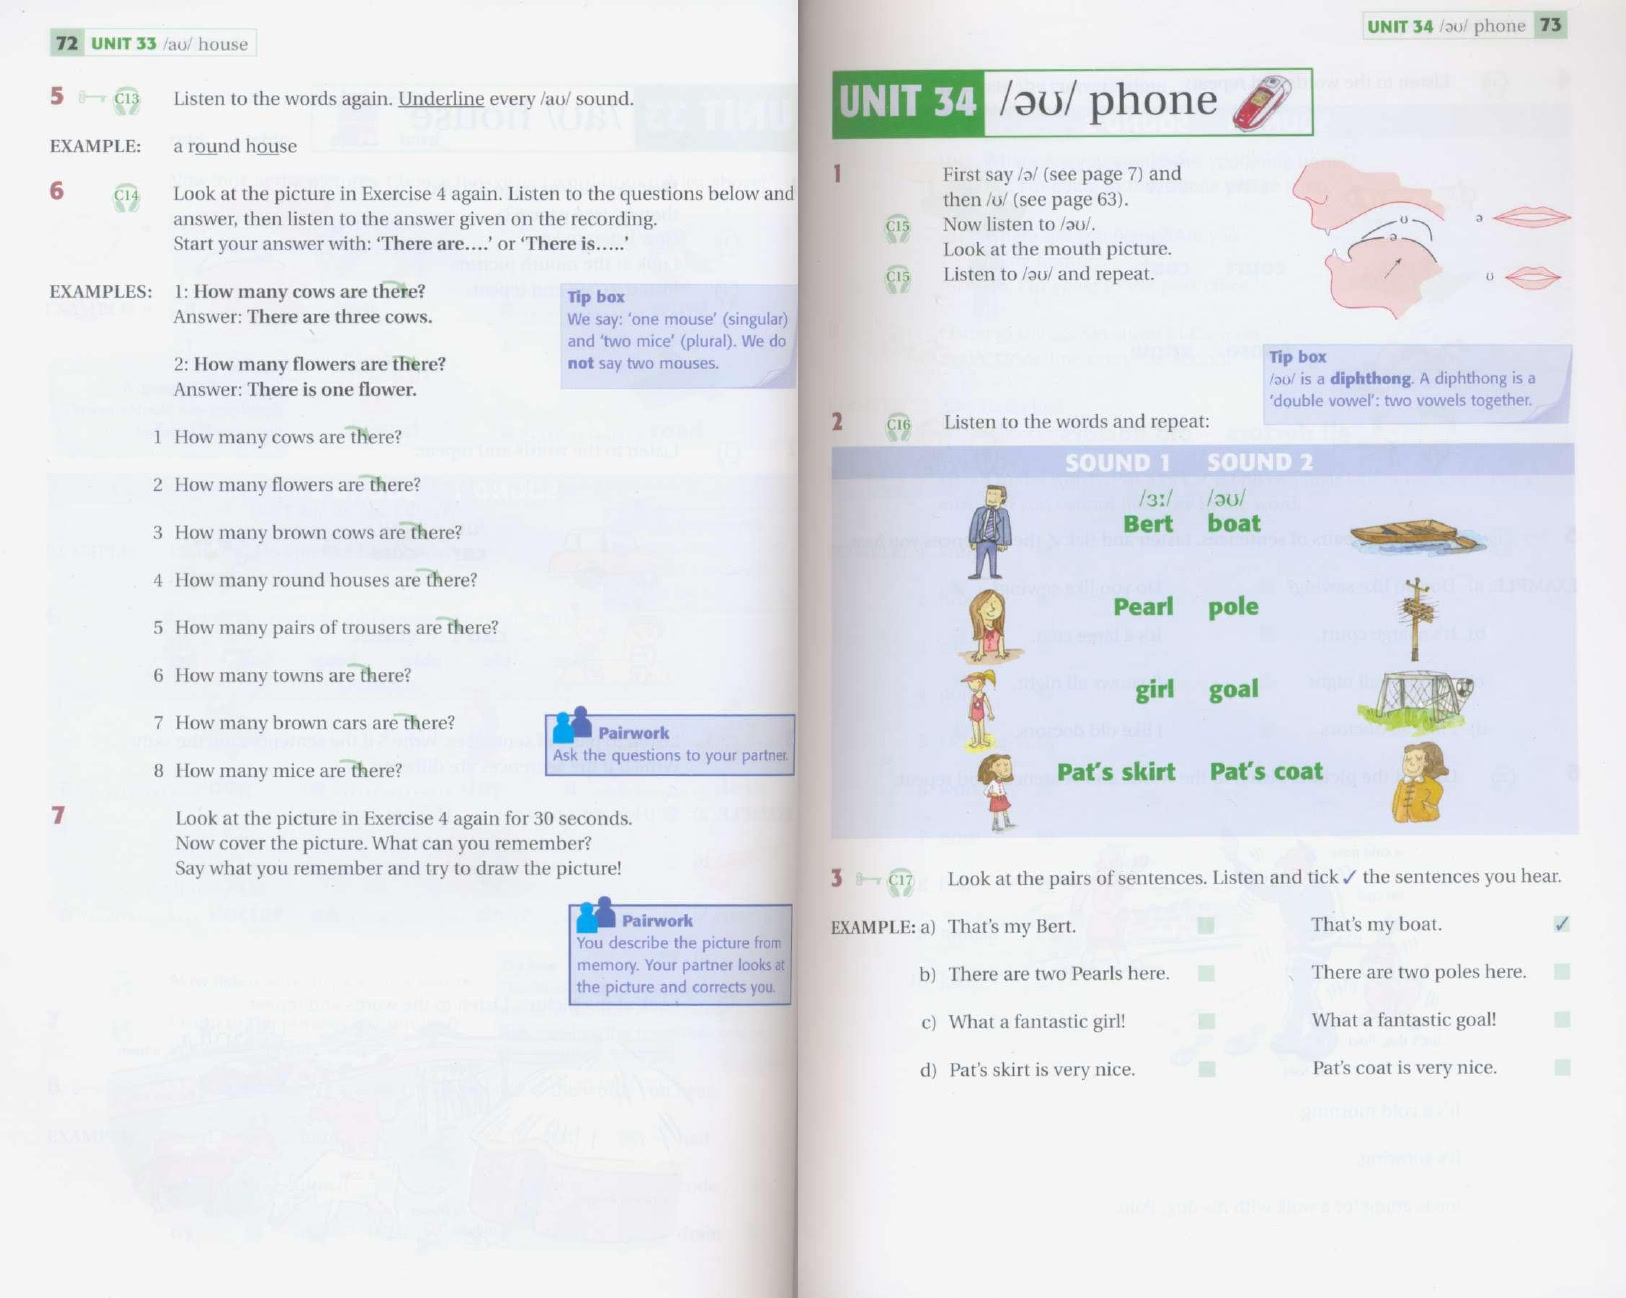 72 UNIT 33 /aʊ/ house
5 C13 Listen to the words again. Underline every /aʊ/ sound.
EXAMPLE: a round house
6 C14 Look at the picture in Exercise 4 again. Listen to the questions below and
answer, then listen to the answer given on the recording.
Start your answer with: ‘There are....’ or ‘There is.....’
EXAMPLES: 1: How many cows are there?
Answer: There are three cows.
2: How many flowers are there?
Answer: There is one flower.
Tip box
We say: ‘one mouse’ (singular)
and ‘two mice’ (plural). We do
not say two mouses.
1 How many cows are there?
2 How many flowers are there?
3 How many brown cows are there?
4 How many round houses are there?
5 How many pairs of trousers are there?
6 How many towns are there?
7 How many brown cars are there?
8 How many mice are there?
Pairwork
Ask the questions to your partner.
7 Look at the picture in Exercise 4 again for 30 seconds.
Now cover the picture. What can you remember?
Say what you remember and try to draw the picture!
Pairwork
You describe the picture from
memory. Your partner looks at
the picture and corrects you.
UNIT 34 /əʊ/ phone 73
UNIT 34 /əʊ/ phone
1 First say /ə/ (see page 7) and
then /ʊ/ (see page 63).
C15 Now listen to /əʊ/.
Look at the mouth picture.
C15 Listen to /əʊ/ and repeat.
ʊ
ə
ə
ʊ
Tip box
/əʊ/ is a diphthong. A diphthong is a
‘double vowel’: two vowels together.
2 C16 Listen to the words and repeat:
SOUND 1 SOUND 2
/ɜː/ /əʊ/
Bert boat
Pearl pole
girl goal
Pat’s skirt Pat’s coat
3 C17 Look at the pairs of sentences. Listen and tick ✓ the sentences you hear.
EXAMPLE: a) That’s my Bert. That’s my boat. ✓
b) There are two Pearls here. There are two poles here.
c) What a fantastic girl! What a fantastic goal!
d) Pat’s skirt is very nice. Pat’s coat is very nice.